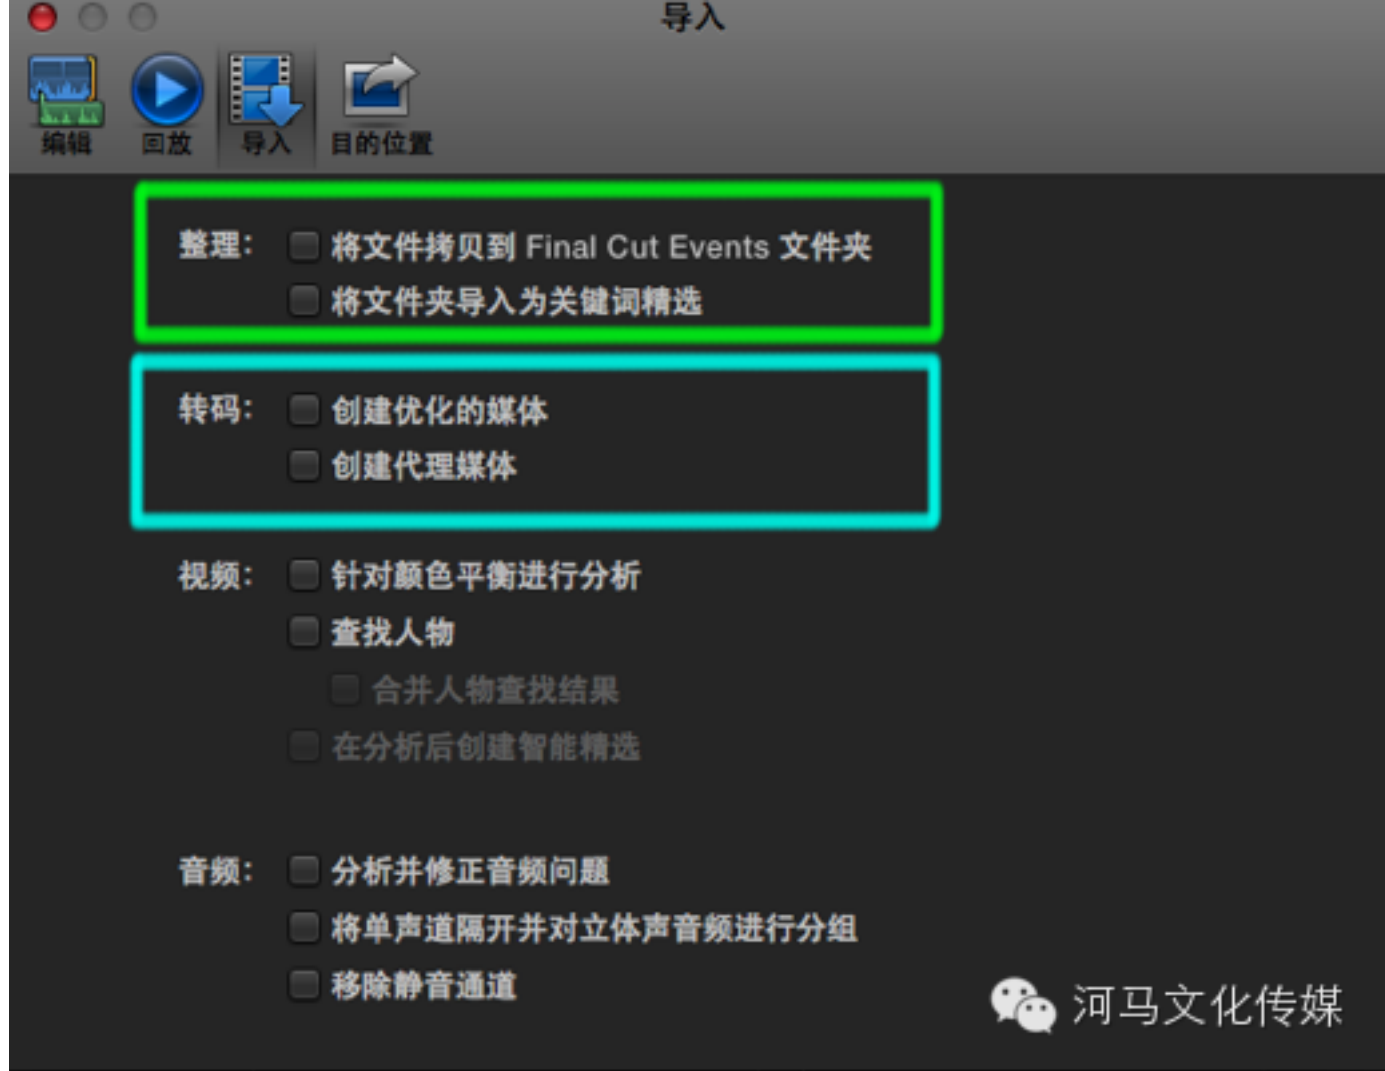 导入
编辑 回放 导入 目的位置
整理： 将文件拷贝到 Final Cut Events 文件夹
将文件夹导入为关键词精选
转码： 创建优化的媒体
创建代理媒体
视频： 针对颜色平衡进行分析
查找人物
合并人物查找结果
在分析后创建智能精选
音频： 分析并修正音频问题
将单声道隔开并对立体声音频进行分组
移除静音通道
河马文化传媒